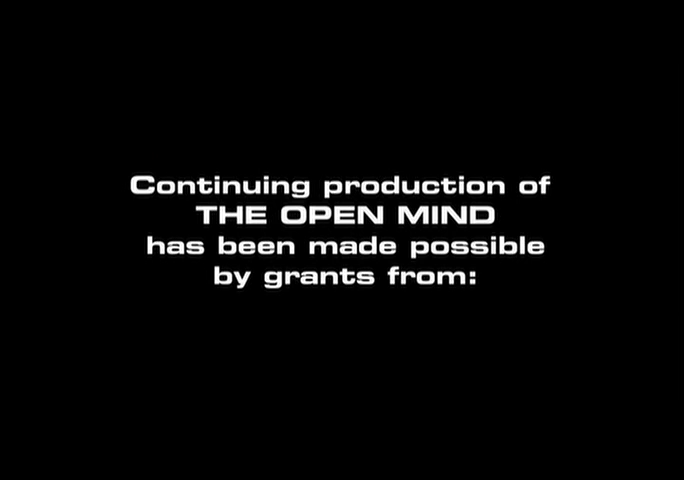 Continuing production of
THE OPEN MIND
has been made possible
by grants from: